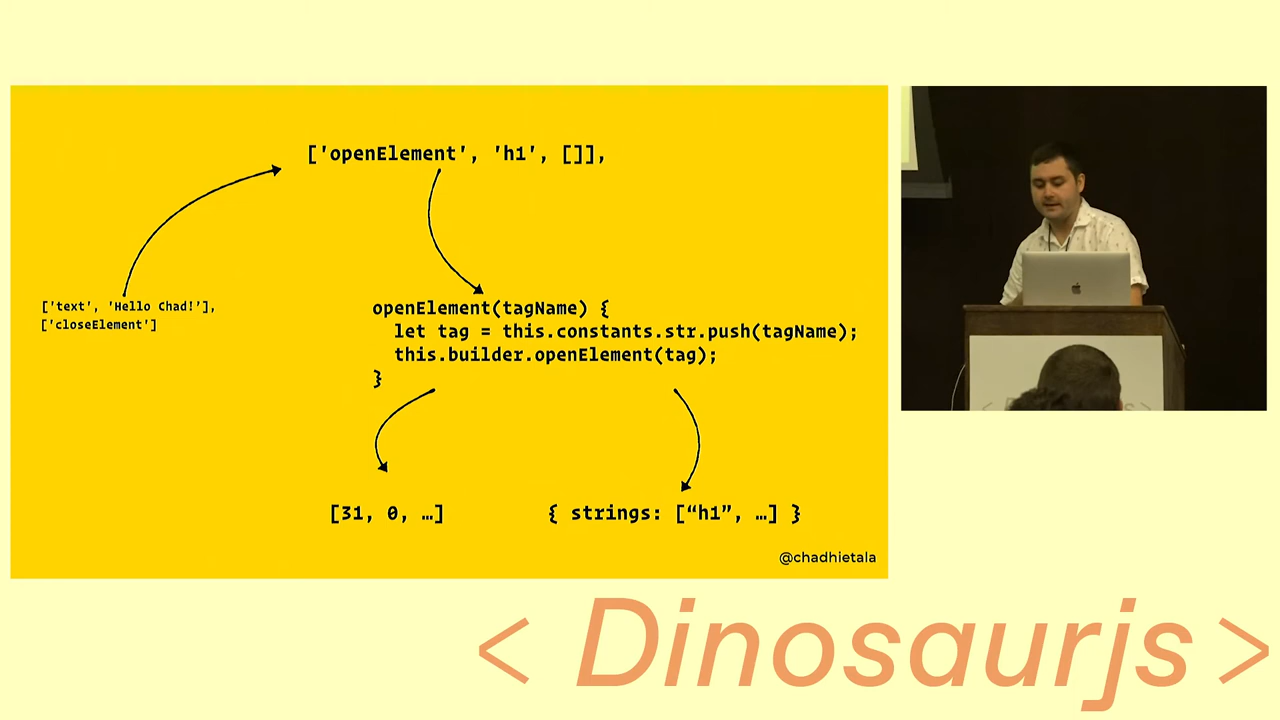 ['openElement', 'h1', []],
['text', 'Hello Chad!'],
['closeElement']
openElement(tagName) {
let tag = this.constants.str.push(tagName);
this.builder.openElement(tag);
}
[31, 0, …]
{ strings: [“h1”, …] }
@chadhietala
< Dinosaurjs >